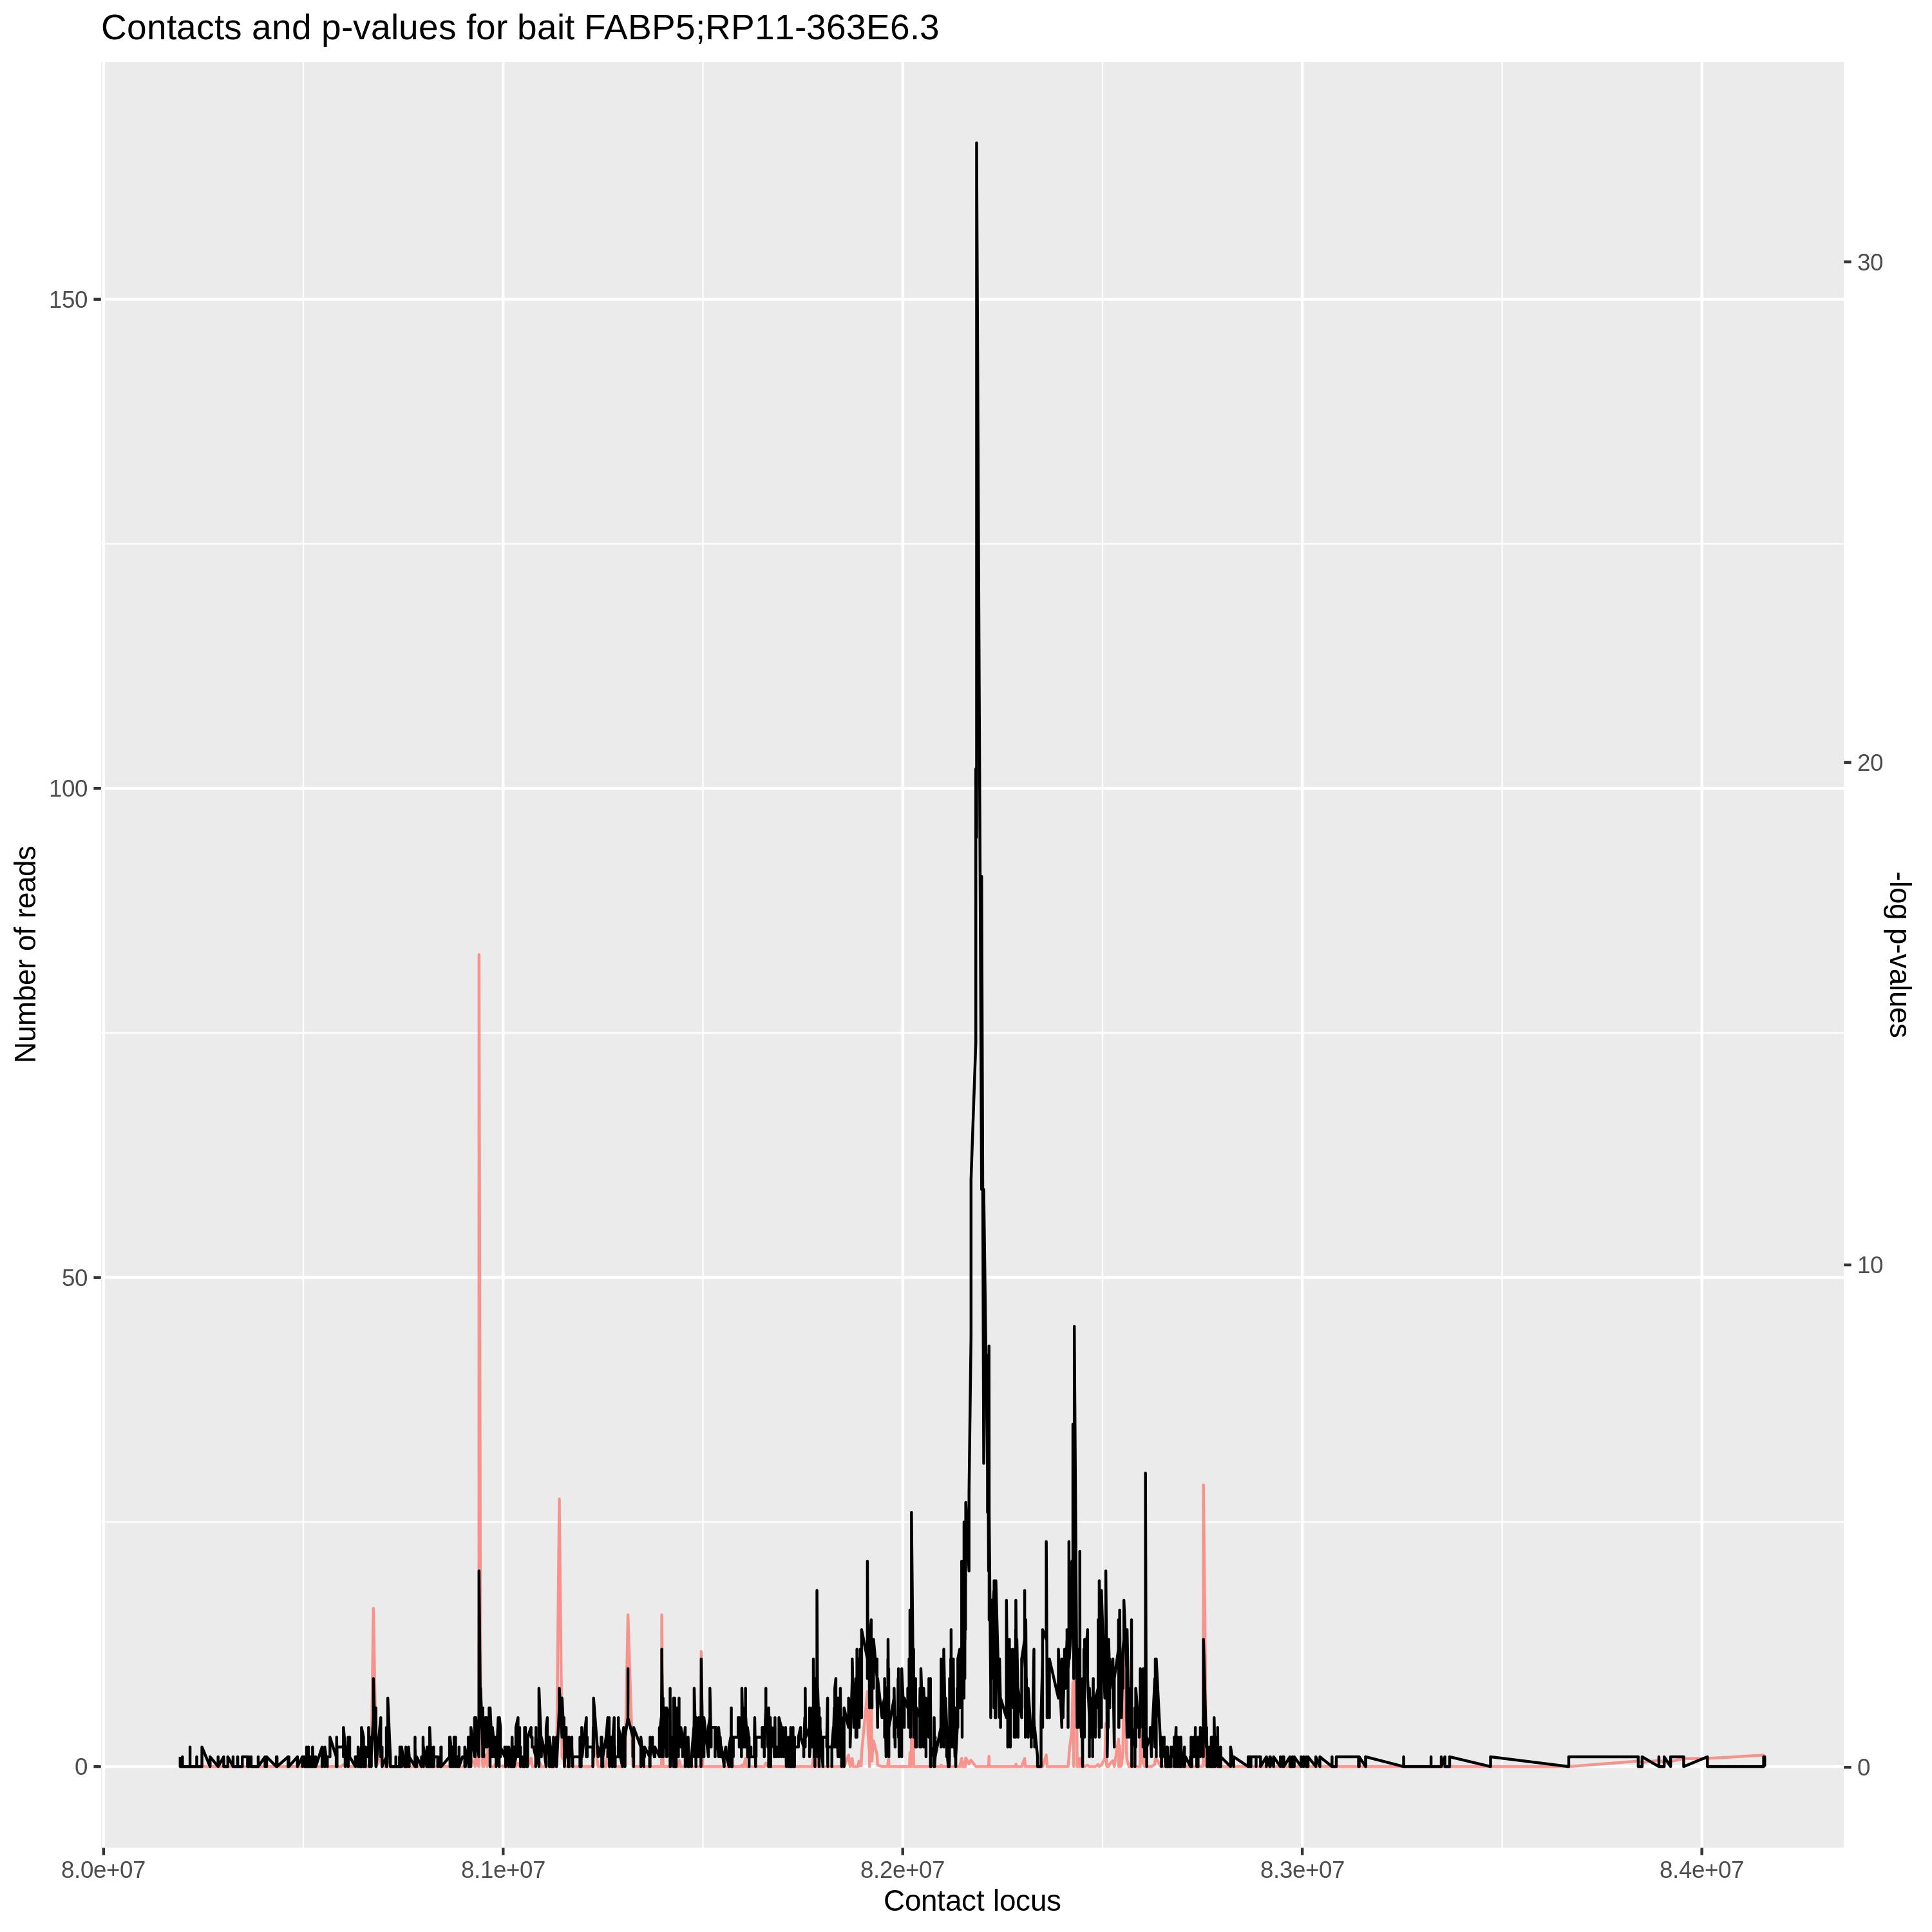 Contacts and p-values for bait FABP5;RP11-363E6.3
Number of reads
150
100
50
0
30
20
10
0
-log p-values
8.0e+07
8.1e+07
8.2e+07
8.3e+07
8.4e+07
Contact locus